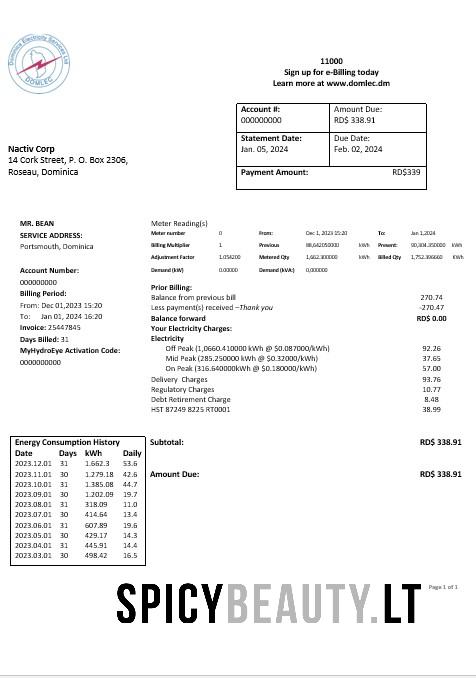 Dominica Electricity Services Ltd
DOMLEC
11000
Sign up for e-Billing today
Learn more at www.domlec.dm
Account #:
000000000
Amount Due:
RD$ 338.91
Statement Date:
Jan. 05, 2024
Due Date:
Feb. 02, 2024
Payment Amount: RD$339
Nactiv Corp
14 Cork Street, P. O. Box 2306,
Roseau, Dominica
MR. BEAN
SERVICE ADDRESS:
Portsmouth, Dominica
Account Number:
000000000
Billing Period:
From: Dec 01,2023 15:20
To: Jan 01, 2024 16:20
Invoice: 25447845
Days Billed: 31
MyHydroEye Activation Code:
000000000
Meter Reading(s)
Meter number 0 From: Dec 1, 2023 15:20 To: Jan 1,2024
Billing Multiplier 1. Previous 88,642050000 kWh Present: 90,304.350000 kWh
Adjustment Factor 1.054200 Metered Qty 1,662.300000 kWh Billed Qty 1,752.396660 KWh
Demand (kW) 0.00000 Demand (kVA) 0,000000
Prior Billing:
Balance from previous bill 270.74
Less payment(s) received –Thank you -270.47
Balance forward RD$ 0.00
Your Electricity Charges:
Electricity
Off Peak (1,0660.410000 kWh @ $0.087000/kWh) 92.26
Mid Peak (285.250000 kWh @ $0.32000/kWh) 37.65
On Peak (316.640000kWh @ $0.180000/kWh) 57.00
Delivery Charges 93.76
Regulatory Charges 10.77
Debt Retirement Charge 8.48
HST 87249 8225 RT0001 38.99
Energy Consumption History
Date Days kWh Daily
2023.12.01 31 1.662.3 53.6
2023.11.01 30 1.279.18 42.6
2023.10.01 31 1.385.08 44.7
2023.09.01 30 1.202.09 19.7
2023.08.01 31 318.09 11.0
2023.07.01 30 414.64 13.4
2023.06.01 31 607.89 19.6
2023.05.01 30 429.17 14.3
2023.04.01 31 445.91 14.4
2023.03.01 30 498.42 16.5
Subtotal: RD$ 338.91
Amount Due: RD$ 338.91
Page 1 of 1
SPICYBEAUTY.LT